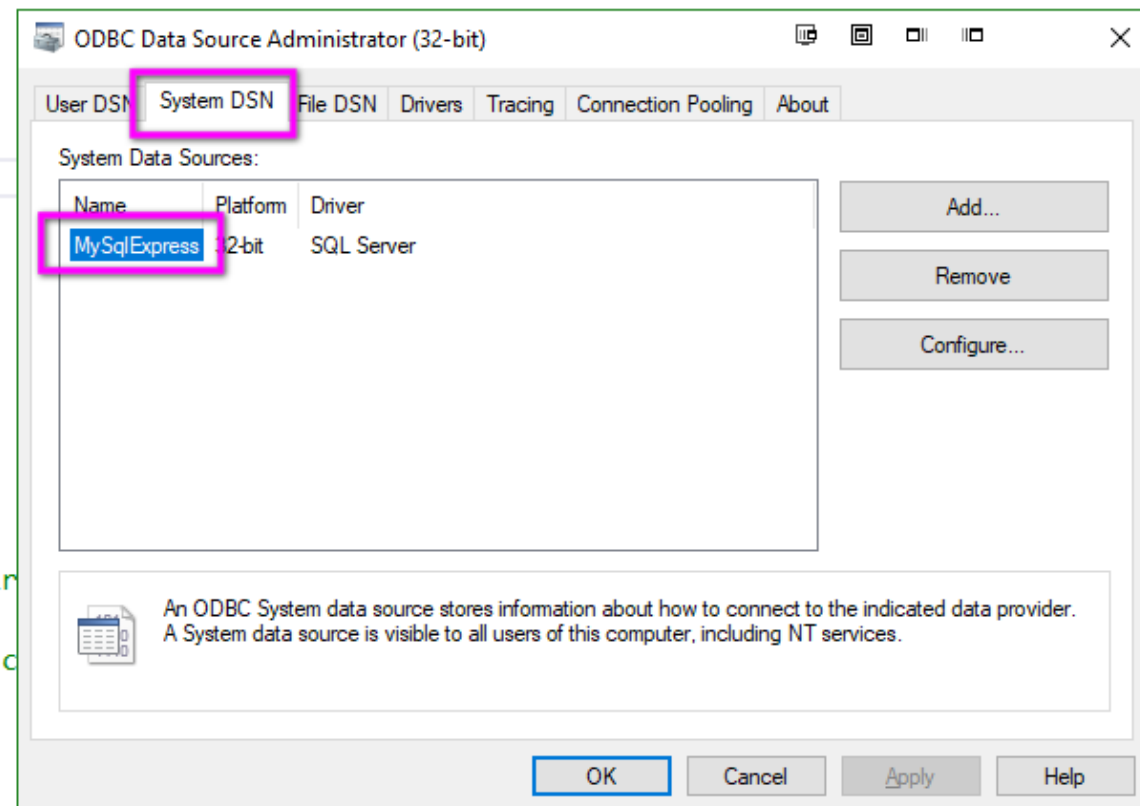 ODBC Data Source Administrator (32-bit)
User DSN System DSN File DSN Drivers Tracing Connection Pooling About
System Data Sources:
Name Platform Driver
MySqlExpress 32-bit SQL Server
Add...
Remove
Configure...
An ODBC System data source stores information about how to connect to the indicated data provider.
A System data source is visible to all users of this computer, including NT services.
OK Cancel Apply Help